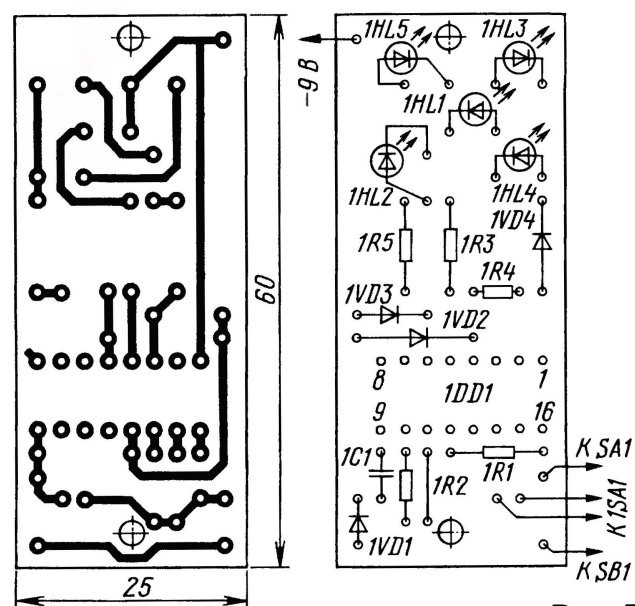 60
25
-9 В
1HL5
1HL3
1HL1
1HL2
1HL4
1VD4
1R5
1R3
1R4
1VD3
1VD2
8
1
1DD1
9
16
К SA1
1C1
1R2
1R1
К 1SA1
1VD1
К SB1